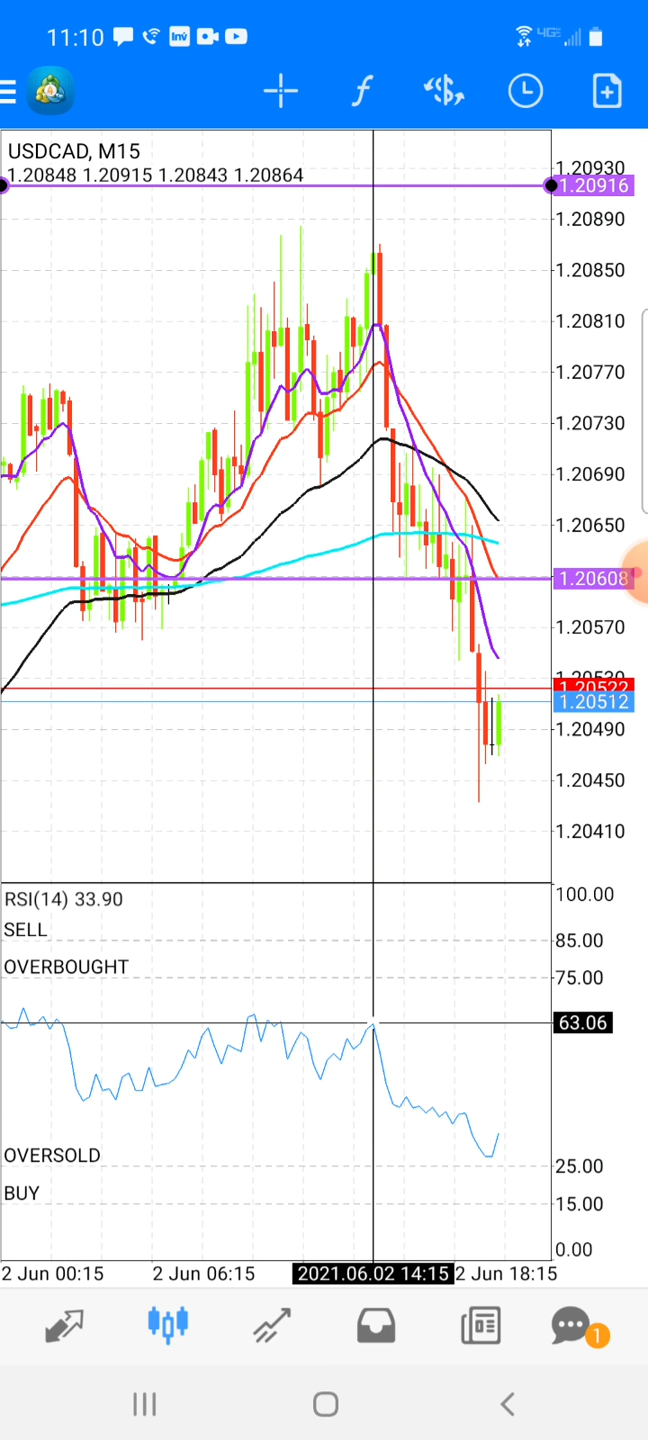 11:10
Inv
4GE
USDCAD, M15
1.20848 1.20915 1.20843 1.20864
1.20930
1.20916
1.20890
1.20850
1.20810
1.20770
1.20730
1.20690
1.20650
1.20608
1.20570
1.20530
1.20522
1.20512
1.20490
1.20450
1.20410
RSI(14) 33.90
100.00
SELL
85.00
OVERBOUGHT
75.00
63.06
OVERSOLD
25.00
BUY
15.00
0.00
2 Jun 00:15 2 Jun 06:15 2021.06.02 14:15 2 Jun 18:15
1